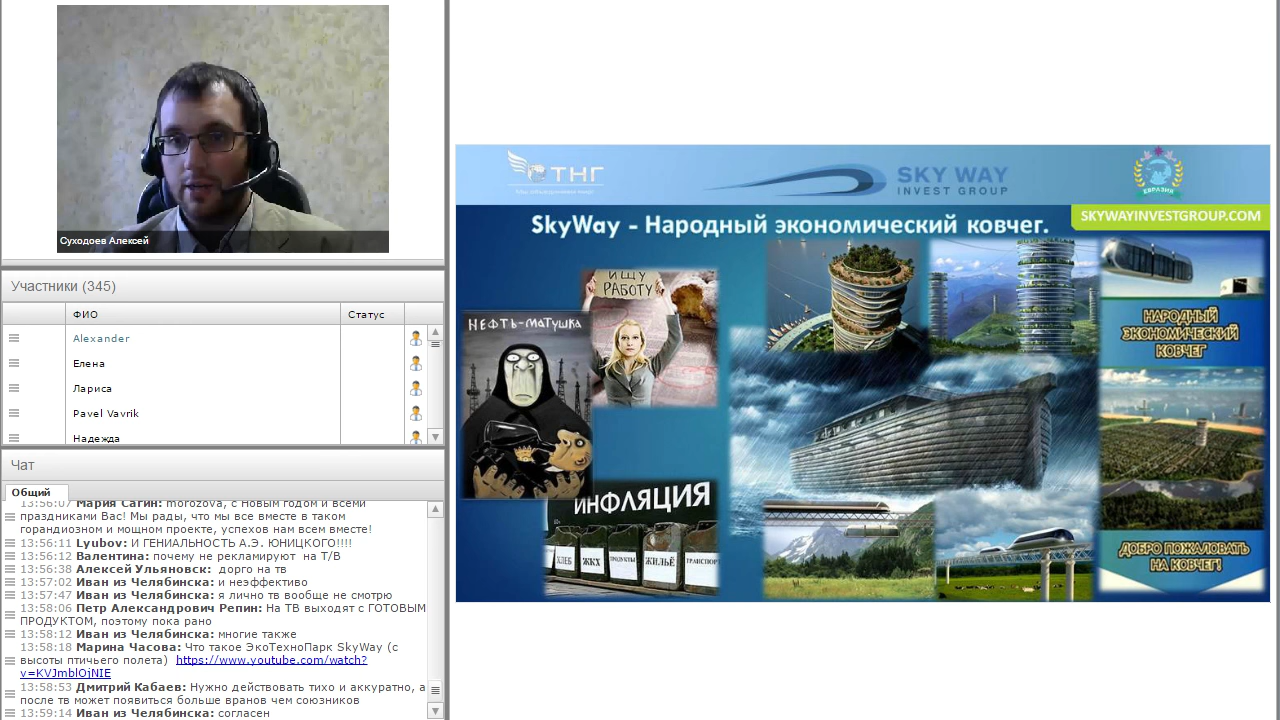 Суходоев Алексей
Участники (345)
ФИО
Статус
Alexander
Елена
Лариса
Pavel Vavrik
Надежда
Чат
Общий
13:56:07 Мария Сагин: morozova, с Новым годом и всеми
праздниками Вас! Мы рады, что мы все вместе в таком
горандиозном и мощном проекте, успехов нам всем вместе!
13:56:11 Lyubov: И ГЕНИАЛЬНОСТЬ А.Э. ЮНИЦКОГО!!!!
13:56:12 Валентина: почему не рекламируют на Т/В
13:56:38 Алексей Ульяновск: дорго на тв
13:57:02 Иван из Челябинска: и неэффективо
13:57:47 Иван из Челябинска: я лично тв вообще не смотрю
13:58:06 Петр Александрович Репин: На ТВ выходят с ГОТОВЫМ
ПРОДУКТОМ, поэтому пока рано
13:58:12 Иван из Челябинска: многие также
13:58:18 Марина Часова: Что такое ЭкоТехноПарк SkyWay (с
высоты птичьего полета) https://www.youtube.com/watch?
v=KVJmblOjNIE
13:58:53 Дмитрий Кабаев: Нужно действовать тихо и аккуратно, а
после тв может появиться больше вранов чем союзников
13:59:14 Иван из Челябинска: согласен
ТНГ
SKY WAY
INVEST GROUP
ЕВРАЗИЯ
SKYWAYINVESTGROUP.COM
SkyWay - Народный экономический ковчег.
ИЩУ
РАБОТУ
НЕФТЬ-МАТУШКА
ИНФЛЯЦИЯ
ХЛЕБ
ЖКХ
ПРОДУКТЫ
ЖИЛЬЁ
ТРАНСПОРТ
НАРОДНЫЙ
ЭКОНОМИЧЕСКИЙ
КОВЧЕГ
ДОБРО ПОЖАЛОВАТЬ
НА КОВЧЕГ!